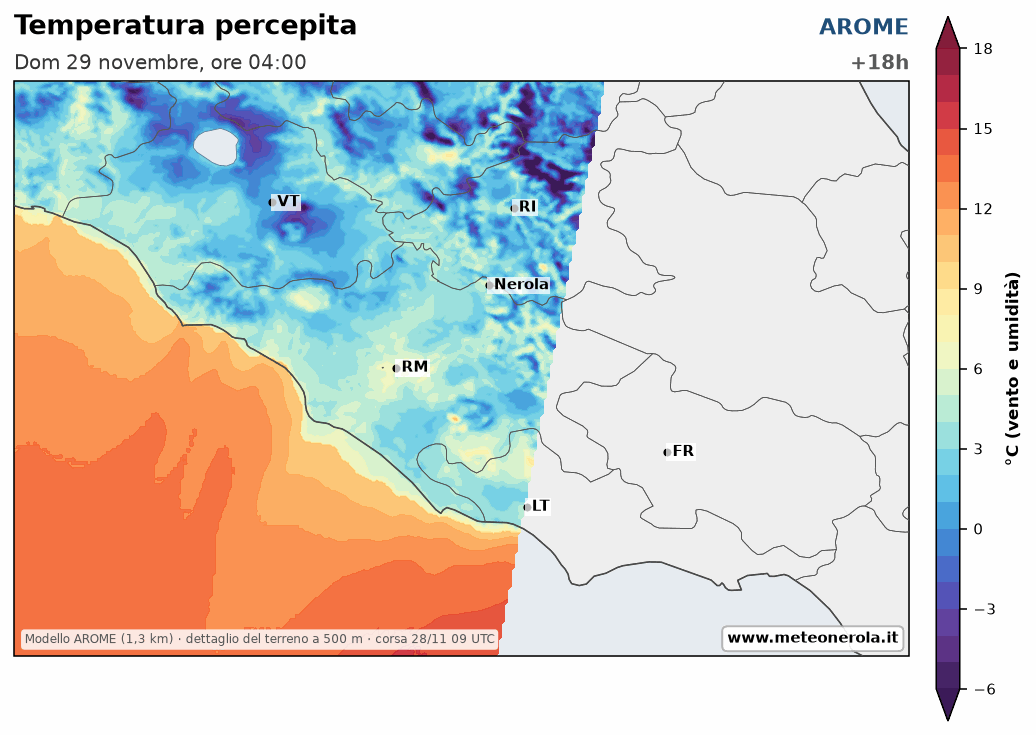 Temperatura percepita
AROME
Dom 29 novembre, ore 04:00
+18h
VT
RI
Nerola
RM
FR
LT
Modello AROME (1,3 km) · dettaglio del terreno a 500 m · corsa 28/11 09 UTC
www.meteonerola.it
18
15
12
9
6
3
0
−3
−6
°C (vento e umidità)